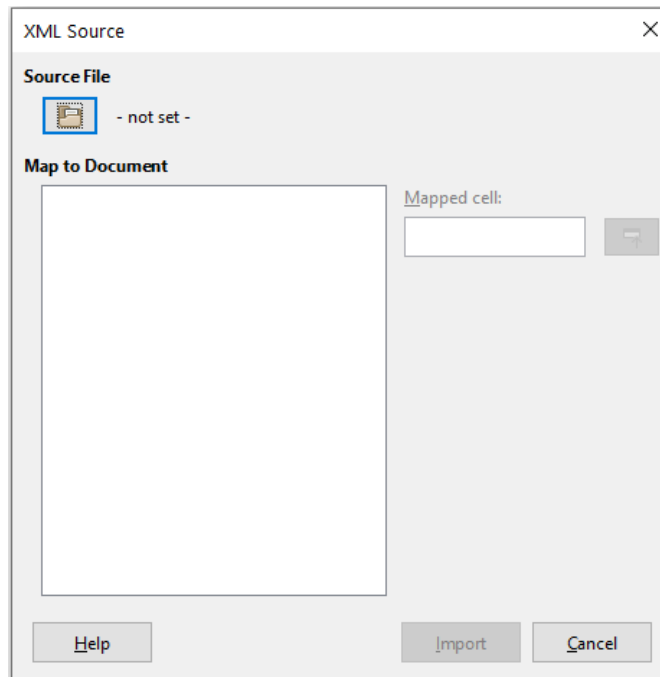 XML Source
Source File
- not set -
Map to Document
Mapped cell:
Help
Import
Cancel